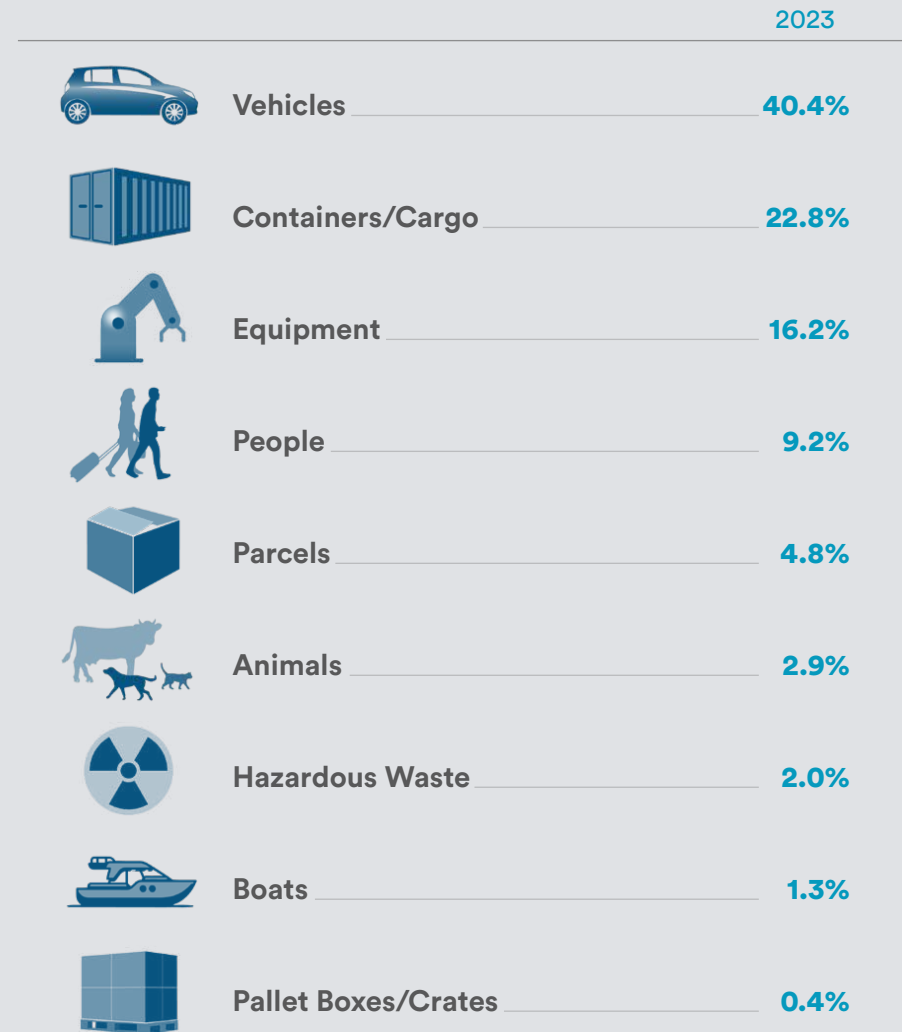 2023
Vehicles 40.4%
Containers/Cargo 22.8%
Equipment 16.2%
People 9.2%
Parcels 4.8%
Animals 2.9%
Hazardous Waste 2.0%
Boats 1.3%
Pallet Boxes/Crates 0.4%